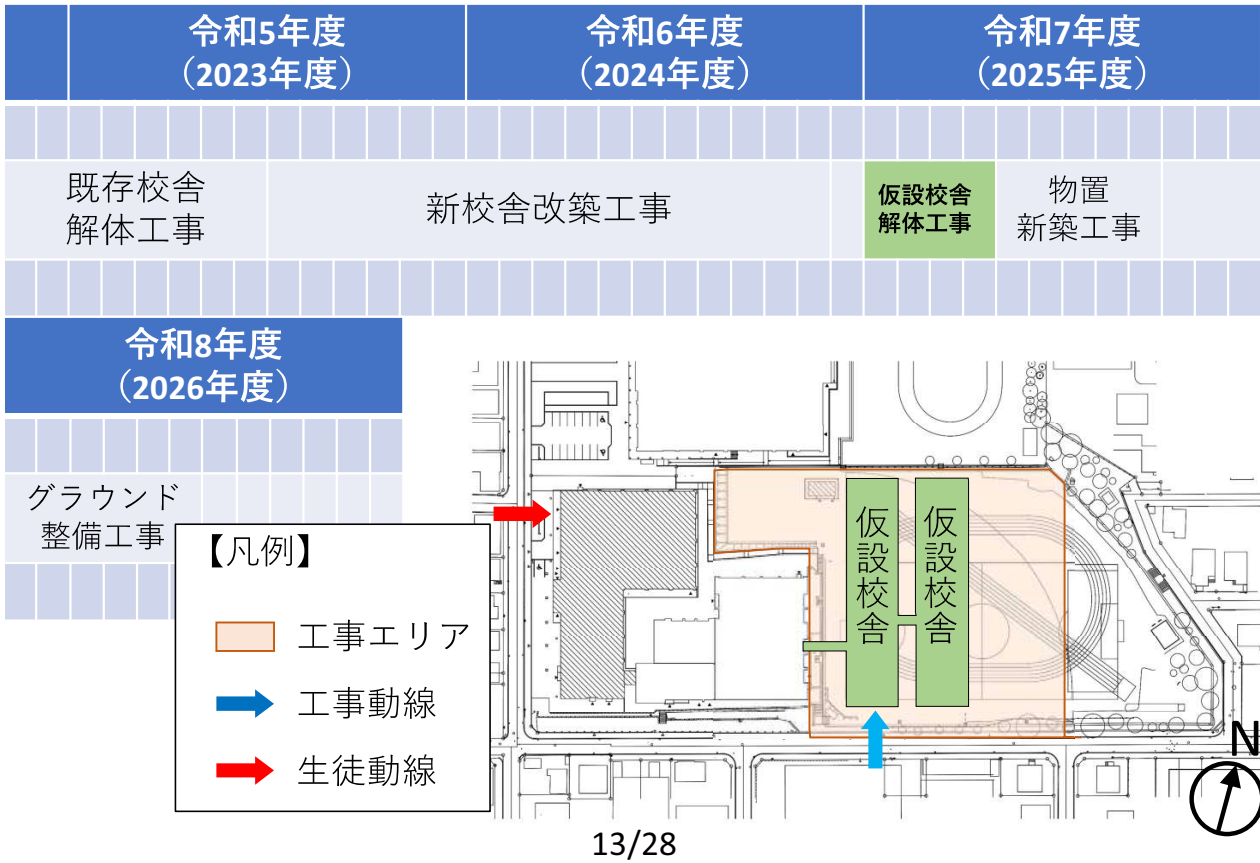 令和5年度
（2023年度）
令和6年度
（2024年度）
令和7年度
（2025年度）
既存校舎
解体工事
新校舎改築工事
仮設校舎
解体工事
物置
新築工事
令和8年度
（2026年度）
グラウンド
整備工事
【凡例】
工事エリア
工事動線
生徒動線
仮設校舎
仮設校舎
N
13/28